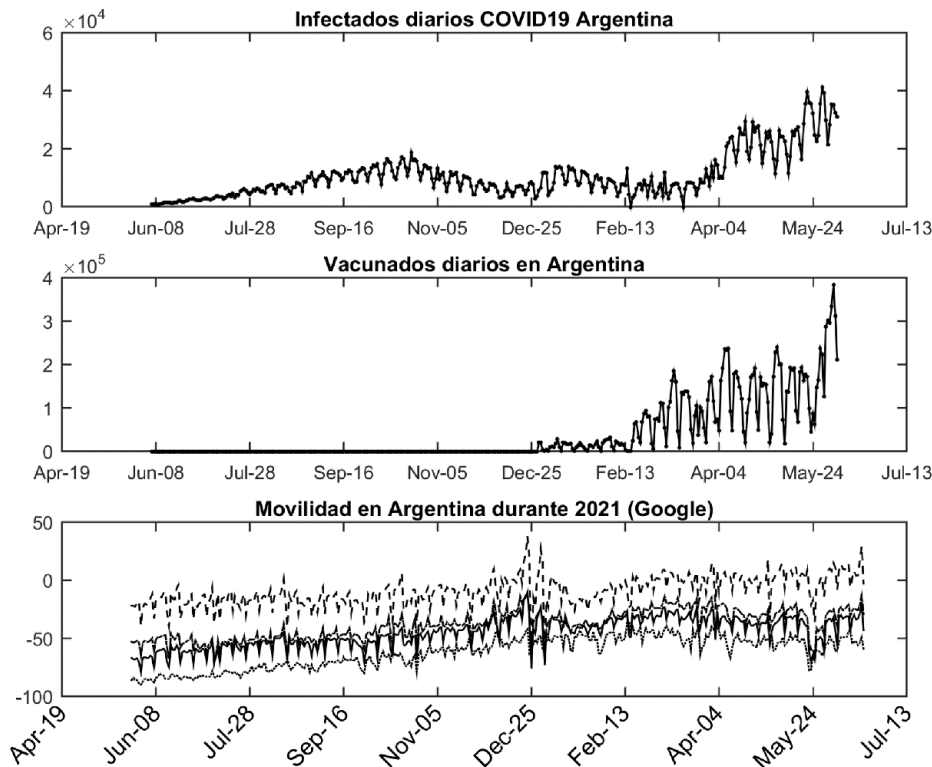 Infectados diarios COVID19 Argentina
×10^4
6
4
2
0
Apr-19 Jun-08 Jul-28 Sep-16 Nov-05 Dec-25 Feb-13 Apr-04 May-24 Jul-13
Vacunados diarios en Argentina
×10^5
4
3
2
1
0
Apr-19 Jun-08 Jul-28 Sep-16 Nov-05 Dec-25 Feb-13 Apr-04 May-24 Jul-13
Movilidad en Argentina durante 2021 (Google)
50
0
-50
-100
Apr-19 Jun-08 Jul-28 Sep-16 Nov-05 Dec-25 Feb-13 Apr-04 May-24 Jul-13